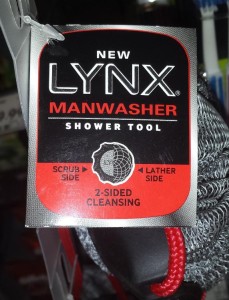 NEW
LYNX
MANWASHER
SHOWER TOOL
SCRUB SIDE
LATHER SIDE
2-SIDED
CLEANSING